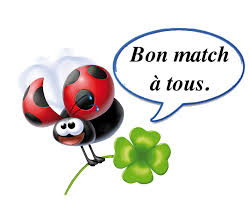 Bon match
à tous.